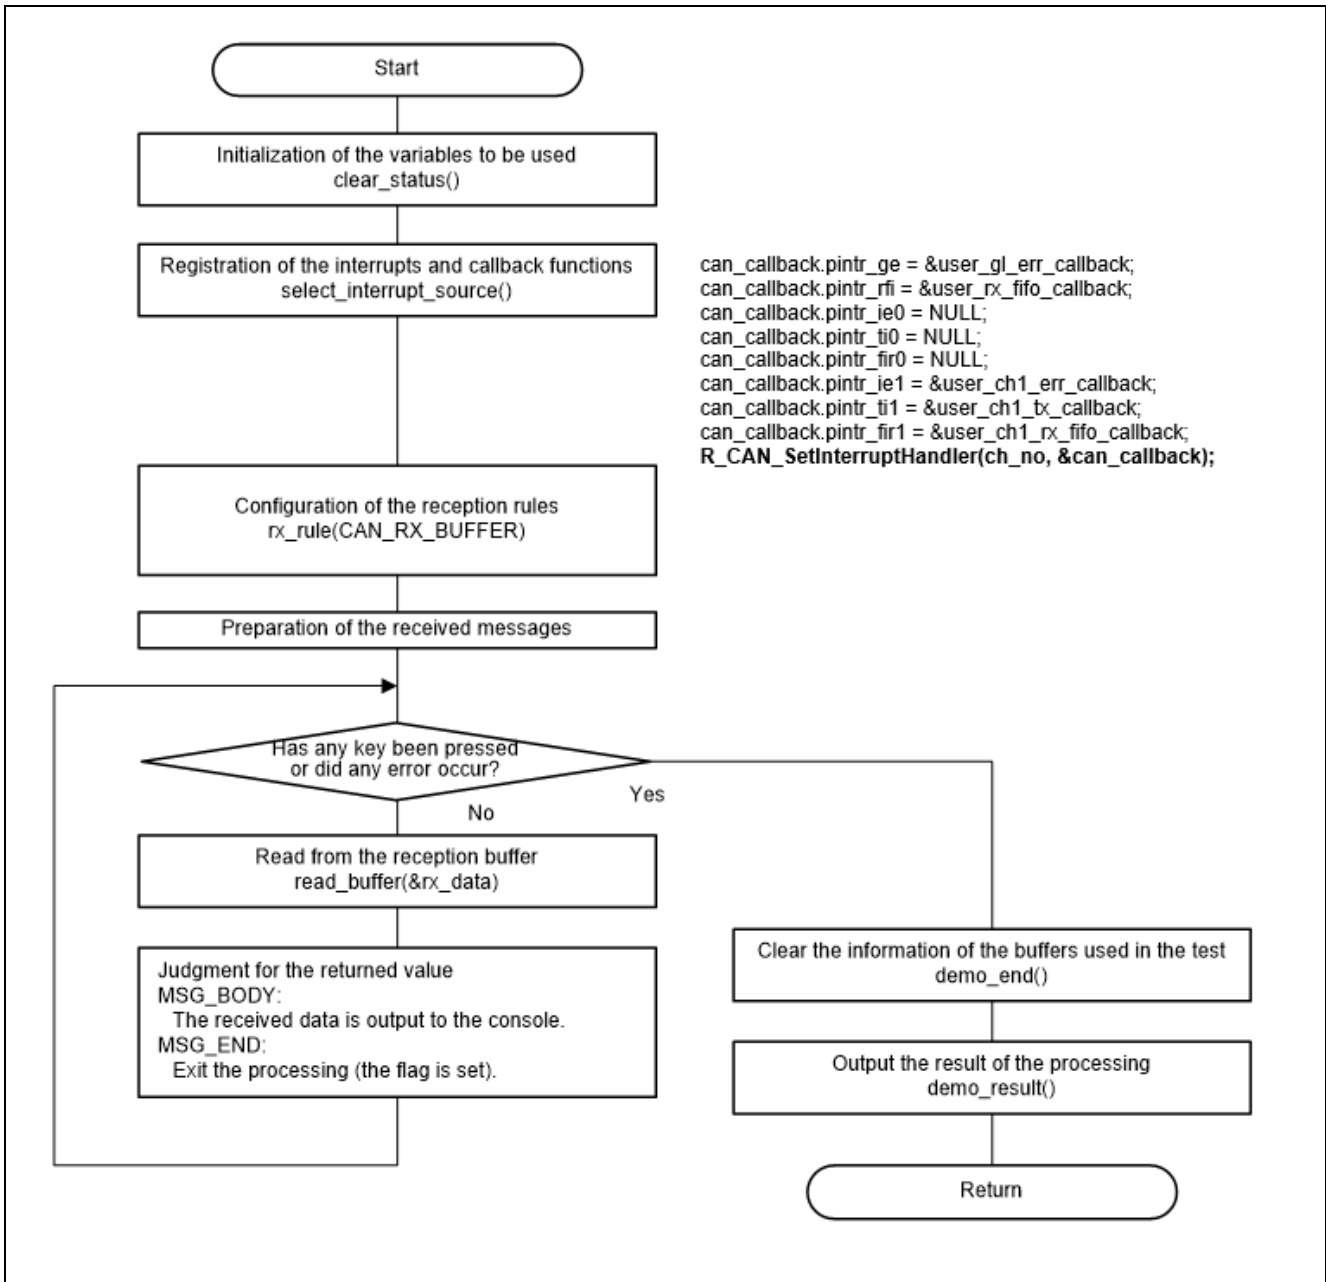 Start
Initialization of the variables to be used
clear_status()
Registration of the interrupts and callback functions
select_interrupt_source()
can_callback.pintr_ge = &user_gl_err_callback;
can_callback.pintr_rfi = &user_rx_fifo_callback;
can_callback.pintr_ie0 = NULL;
can_callback.pintr_ti0 = NULL;
can_callback.pintr_fir0 = NULL;
can_callback.pintr_ie1 = &user_ch1_err_callback;
can_callback.pintr_ti1 = &user_ch1_tx_callback;
can_callback.pintr_fir1 = &user_ch1_rx_fifo_callback;
R_CAN_SetInterruptHandler(ch_no, &can_callback);
Configuration of the reception rules
rx_rule(CAN_RX_BUFFER)
Preparation of the received messages
Has any key been pressed
or did any error occur?
Yes
No
Read from the reception buffer
read_buffer(&rx_data)
Judgment for the returned value
MSG_BODY:
The received data is output to the console.
MSG_END:
Exit the processing (the flag is set).
Clear the information of the buffers used in the test
demo_end()
Output the result of the processing
demo_result()
Return